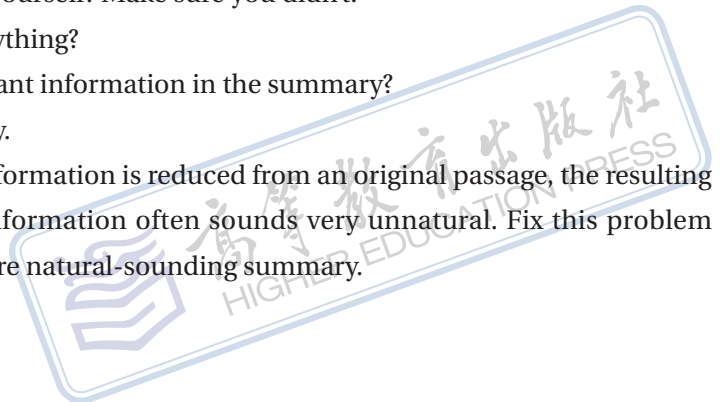 ourself. Make sure you didn't.
ything?
ant information in the summary?
y.
formation is reduced from an original passage, the resulting
formation often sounds very unnatural. Fix this problem
re natural-sounding summary.
高等教育出版社
HIGHER EDUCATION PRESS